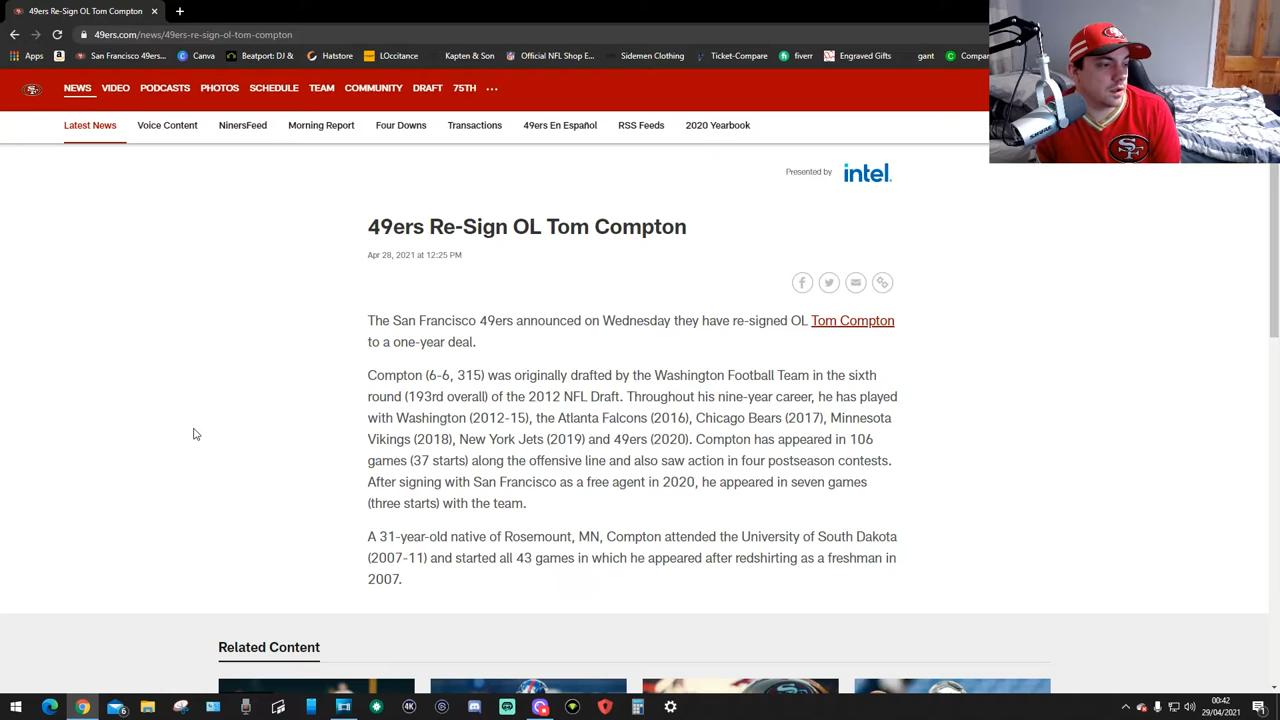 49ers Re-Sign OL Tom Compton
49ers.com/news/49ers-re-sign-ol-tom-compton
Apps San Francisco 49er... Canva Beatport: DJ & Hatstore LOccitance Kapten & Son Official NFL Shop E... Sidemen Clothing Ticket-Compare fiverr Engraved Gifts gant Compar
NEWS VIDEO PODCASTS PHOTOS SCHEDULE TEAM COMMUNITY DRAFT 75TH ...
Latest News Voice Content NinersFeed Morning Report Four Downs Transactions 49ers En Español RSS Feeds 2020 Yearbook
SHURE
SF
Presented by intel.
49ers Re-Sign OL Tom Compton
Apr 28, 2021 at 12:25 PM
The San Francisco 49ers announced on Wednesday they have re-signed OL Tom Compton
to a one-year deal.
Compton (6-6, 315) was originally drafted by the Washington Football Team in the sixth
round (193rd overall) of the 2012 NFL Draft. Throughout his nine-year career, he has played
with Washington (2012-15), the Atlanta Falcons (2016), Chicago Bears (2017), Minnesota
Vikings (2018), New York Jets (2019) and 49ers (2020). Compton has appeared in 106
games (37 starts) along the offensive line and also saw action in four postseason contests.
After signing with San Francisco as a free agent in 2020, he appeared in seven games
(three starts) with the team.
A 31-year-old native of Rosemount, MN, Compton attended the University of South Dakota
(2007-11) and started all 43 games in which he appeared after redshirting as a freshman in
2007.
Related Content
6
4K
00:42
29/04/2021
1